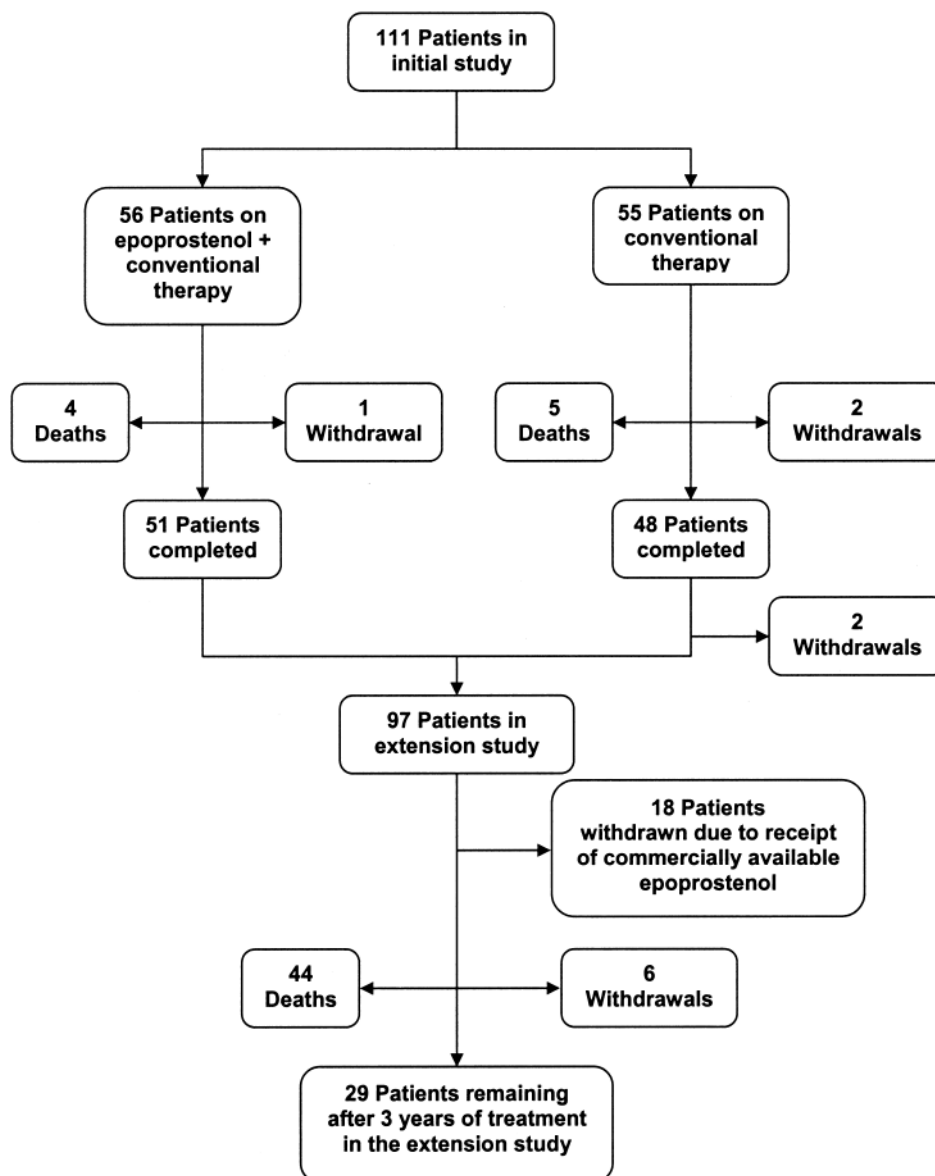 111 Patients in
initial study
56 Patients on
epoprostenol +
conventional
therapy
55 Patients on
conventional
therapy
4
Deaths
1
Withdrawal
5
Deaths
2
Withdrawals
51 Patients
completed
48 Patients
completed
2
Withdrawals
97 Patients in
extension study
18 Patients
withdrawn due to receipt
of commercially available
epoprostenol
44
Deaths
6
Withdrawals
29 Patients remaining
after 3 years of treatment
in the extension study